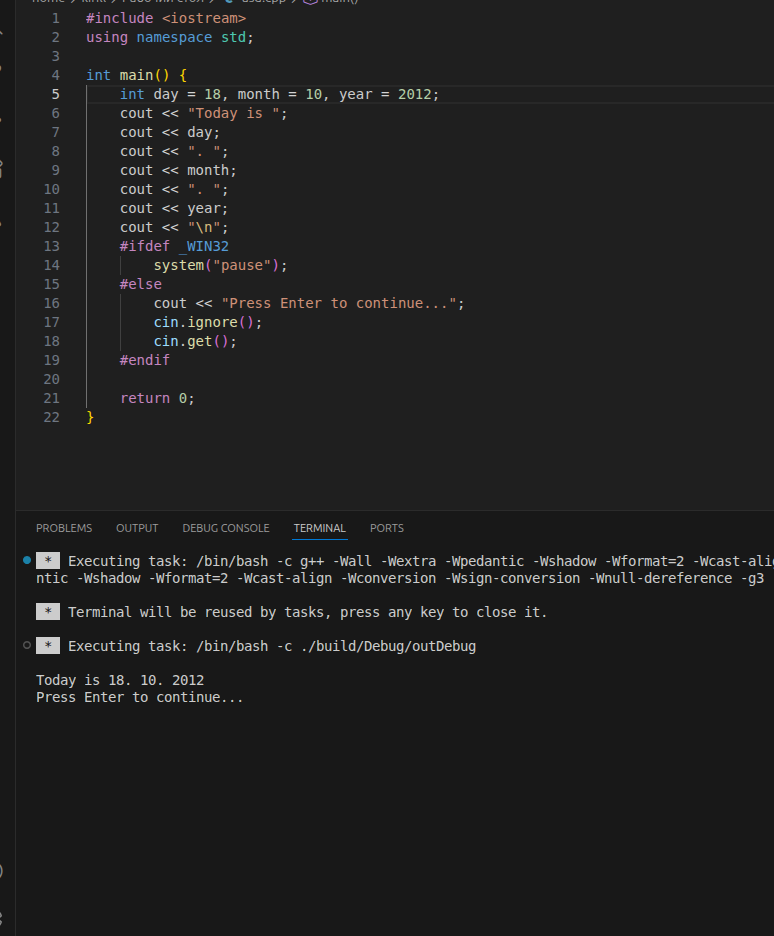 1 #include <iostream>
2 using namespace std;
3
4 int main() {
5 int day = 18, month = 10, year = 2012;
6 cout << "Today is ";
7 cout << day;
8 cout << ". ";
9 cout << month;
10 cout << ". ";
11 cout << year;
12 cout << "\n";
13 #ifdef _WIN32
14 system("pause");
15 #else
16 cout << "Press Enter to continue...";
17 cin.ignore();
18 cin.get();
19 #endif
20
21 return 0;
22 }
PROBLEMS OUTPUT DEBUG CONSOLE TERMINAL PORTS
* Executing task: /bin/bash -c g++ -Wall -Wextra -Wpedantic -Wshadow -Wformat=2 -Wcast-alig
ntic -Wshadow -Wformat=2 -Wcast-align -Wconversion -Wsign-conversion -Wnull-dereference -g3
* Terminal will be reused by tasks, press any key to close it.
* Executing task: /bin/bash -c ./build/Debug/outDebug
Today is 18. 10. 2012
Press Enter to continue...